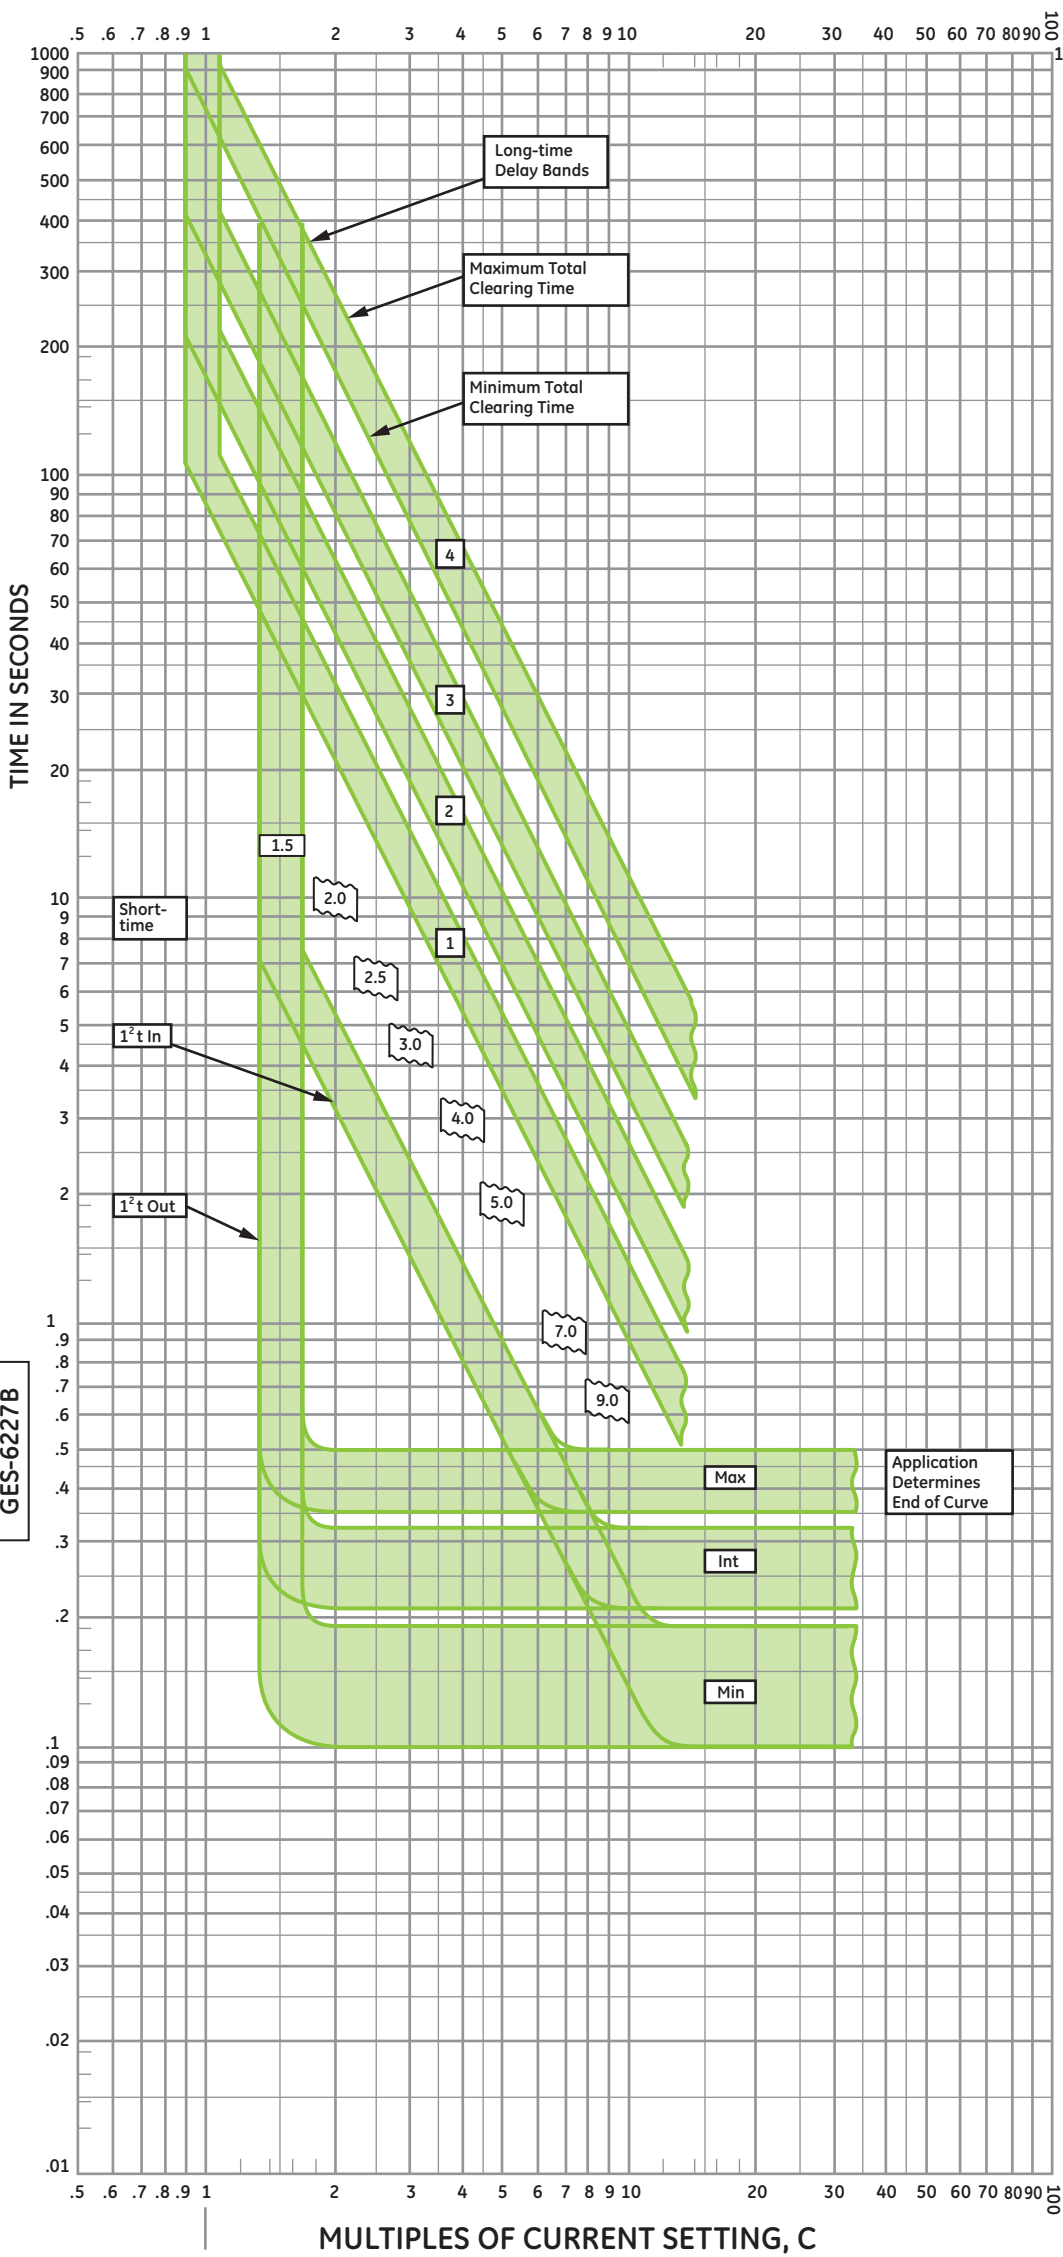 .5 .6 .7 .8 .9 1 2 3 4 5 6 7 8 9 10 20 30 40 50 60 70 80 90 100
1
1000
900
800
700
600
500
400
300
200
100
90
80
70
60
50
40
30
20
10
9
8
7
6
5
4
3
2
1
.9
.8
.7
.6
.5
.4
.3
.2
.1
.09
.08
.07
.06
.05
.04
.03
.02
.01
TIME IN SECONDS
GES-6227B
Long-time
Delay Bands
Maximum Total
Clearing Time
Minimum Total
Clearing Time
4
3
2
1
1.5
2.0
2.5
3.0
4.0
5.0
7.0
9.0
Short-
time
1²t In
1²t Out
Max
Int
Min
Application
Determines
End of Curve
.5 .6 .7 .8 .9 1 2 3 4 5 6 7 8 9 10 20 30 40 50 60 70 80 90 100
MULTIPLES OF CURRENT SETTING, C